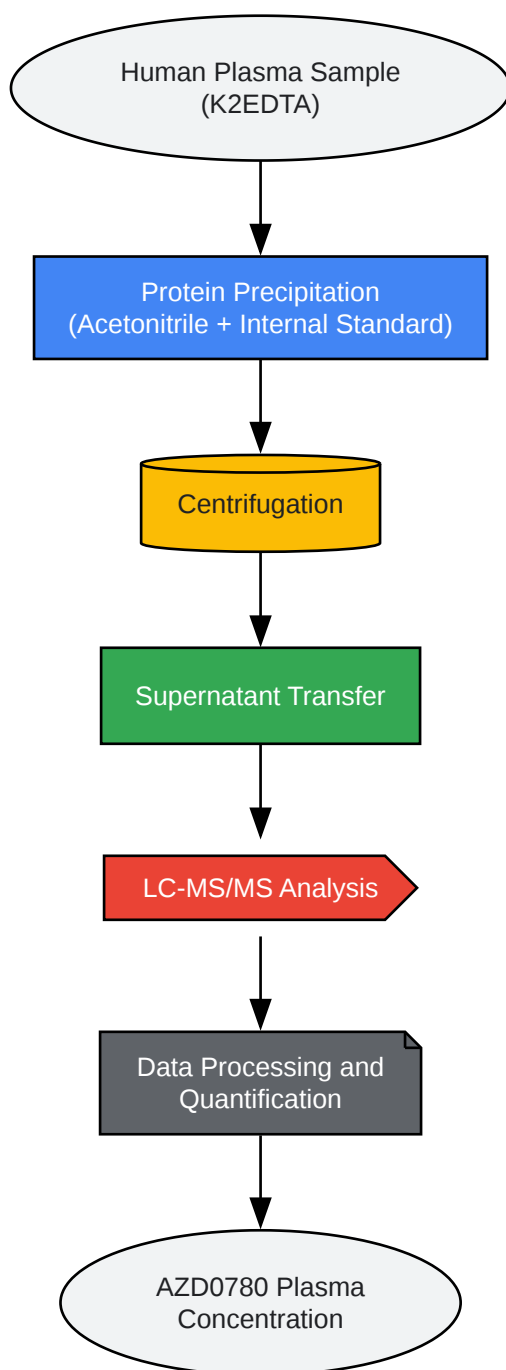 Human Plasma Sample
(K2EDTA)
Protein Precipitation
(Acetonitrile + Internal Standard)
Centrifugation
Supernatant Transfer
LC-MS/MS Analysis
Data Processing and
Quantification
AZD0780 Plasma
Concentration